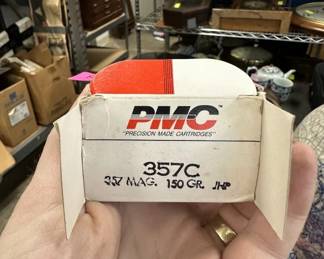 PMC
"PRECISION MADE CARTRIDGES"
357C
357 MAG. 150 GR. JHP